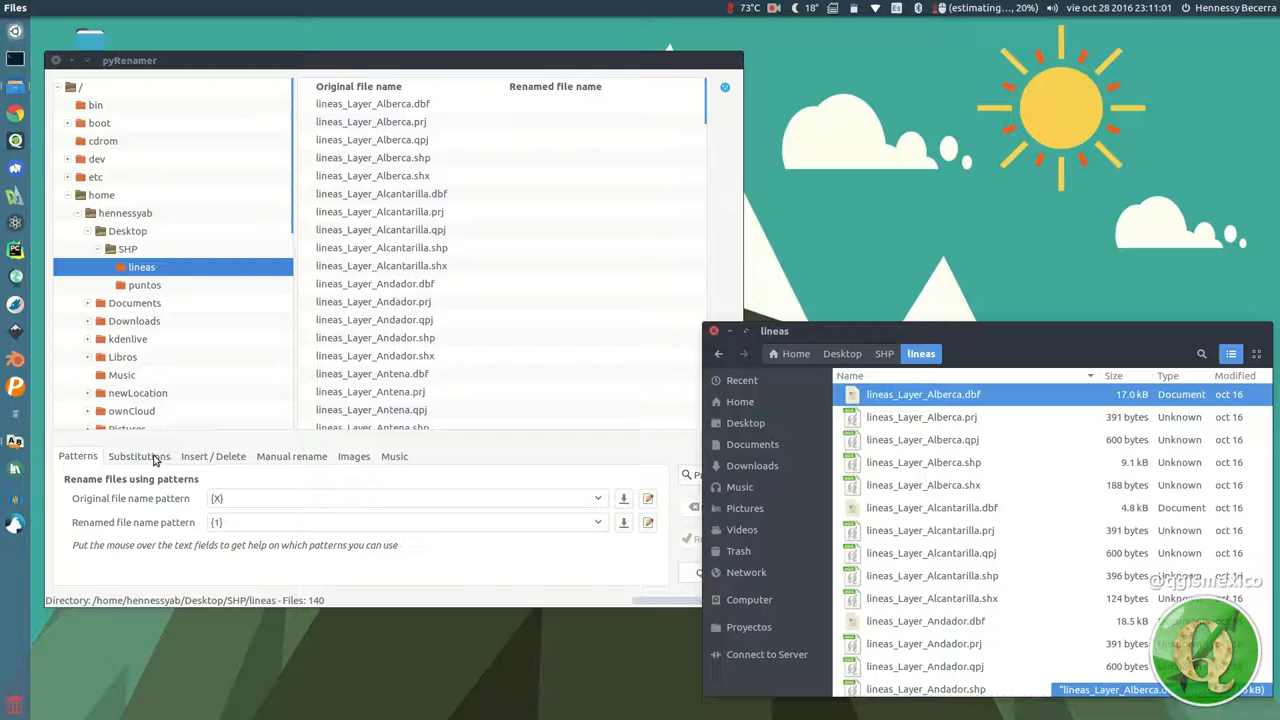 Files
73°C
18°
Es
(estimating..., 20%)
vie oct 28 2016 23:11:01
Hennessy Becerra
pyRenamer
/
bin
boot
cdrom
dev
etc
home
hennessyab
Desktop
SHP
lineas
puntos
Documents
Downloads
kdenlive
Libros
Music
newLocation
ownCloud
Pictures
Original file name Renamed file name
lineas_Layer_Alberca.dbf
lineas_Layer_Alberca.prj
lineas_Layer_Alberca.qpj
lineas_Layer_Alberca.shp
lineas_Layer_Alberca.shx
lineas_Layer_Alcantarilla.dbf
lineas_Layer_Alcantarilla.prj
lineas_Layer_Alcantarilla.qpj
lineas_Layer_Alcantarilla.shp
lineas_Layer_Alcantarilla.shx
lineas_Layer_Andador.dbf
lineas_Layer_Andador.prj
lineas_Layer_Andador.qpj
lineas_Layer_Andador.shp
lineas_Layer_Andador.shx
lineas_Layer_Antena.dbf
lineas_Layer_Antena.prj
lineas_Layer_Antena.qpj
lineas_Layer_Antena.shp
Patterns Substitutions Insert / Delete Manual rename Images Music
Rename files using patterns
Original file name pattern {X}
Renamed file name pattern {1}
Put the mouse over the text fields to get help on which patterns you can use
Directory: /home/hennessyab/Desktop/SHP/lineas - Files: 140
lineas
Home Desktop SHP lineas
Recent
Home
Desktop
Documents
Downloads
Music
Pictures
Videos
Trash
Network
Computer
Proyectos
Connect to Server
Name Size Type Modified
lineas_Layer_Alberca.dbf 17.0 kB Document oct 16
lineas_Layer_Alberca.prj 391 bytes Unknown oct 16
lineas_Layer_Alberca.qpj 600 bytes Unknown oct 16
lineas_Layer_Alberca.shp 9.1 kB Unknown oct 16
lineas_Layer_Alberca.shx 188 bytes Unknown oct 16
lineas_Layer_Alcantarilla.dbf 4.8 kB Document oct 16
lineas_Layer_Alcantarilla.prj 391 bytes Unknown oct 16
lineas_Layer_Alcantarilla.qpj 600 bytes Unknown oct 16
lineas_Layer_Alcantarilla.shp 396 bytes Unknown oct 16
lineas_Layer_Alcantarilla.shx 124 bytes Unknown oct 16
lineas_Layer_Andador.dbf 18.5 kB
lineas_Layer_Andador.prj 391 bytes
lineas_Layer_Andador.qpj 600 bytes
lineas_Layer_Andador.shp
"lineas_Layer_Alberca.d kB)
@qgismexico